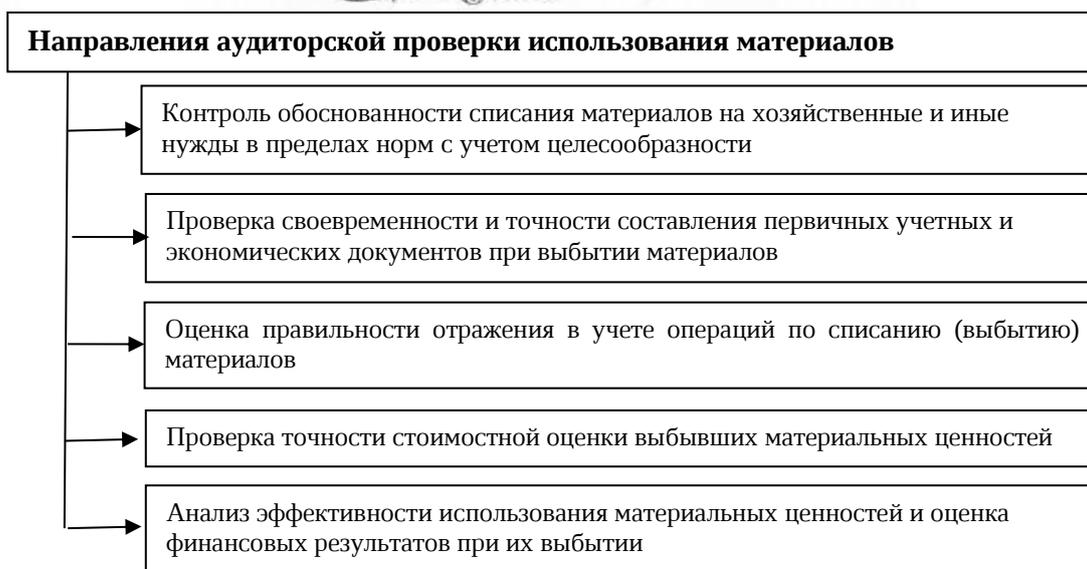 Направления аудиторской проверки использования материалов
Контроль обоснованности списания материалов на хозяйственные и иные
нужды в пределах норм с учетом целесообразности
Проверка своевременности и точности составления первичных учетных и
экономических документов при выбытии материалов
Оценка правильности отражения в учете операций по списанию (выбытию)
материалов
Проверка точности стоимостной оценки выбывших материальных ценностей
Анализ эффективности использования материальных ценностей и оценка
финансовых результатов при их выбытии